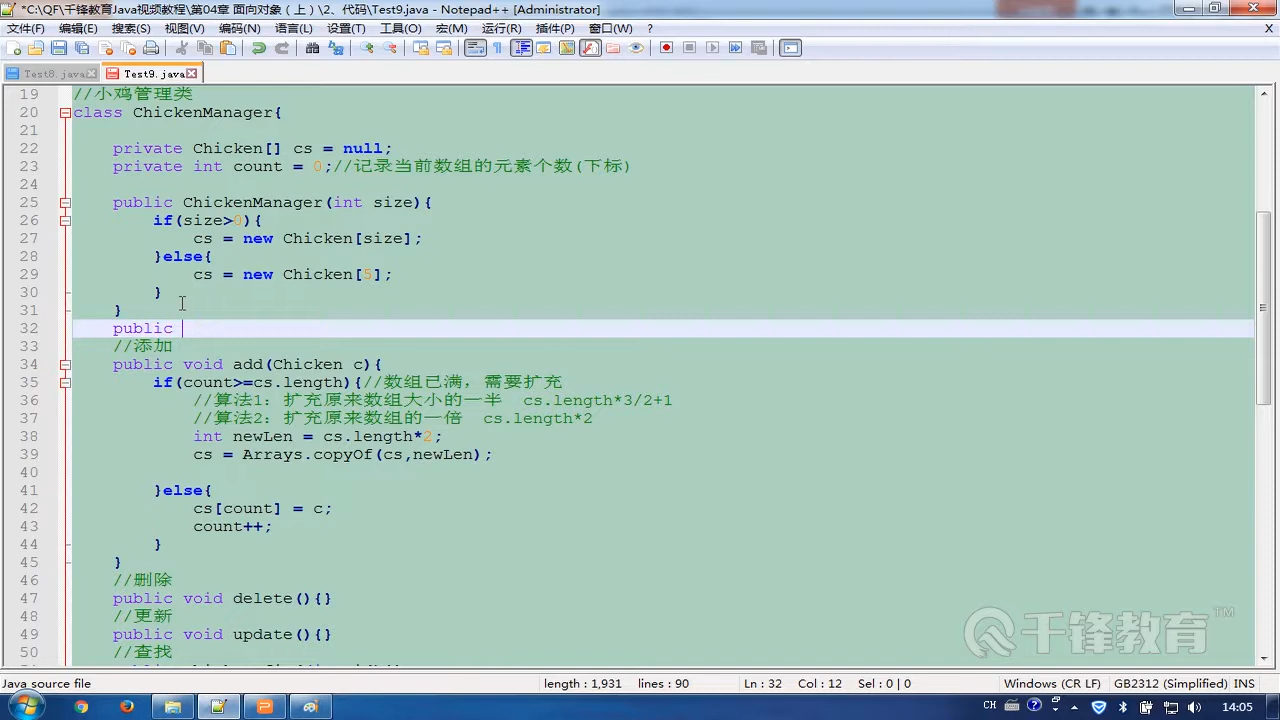 *C:\QF\千锋教育Java视频教程\第04章 面向对象（上）\2、代码\Test9.java - Notepad++ [Administrator]
文件(F) 编辑(E) 搜索(S) 视图(V) 编码(N) 语言(L) 设置(T) 工具(O) 宏(M) 运行(R) 插件(P) 窗口(W) ? X
Test8.java Test9.java
19 //小鸡管理类
20 class ChickenManager{
21
22 private Chicken[] cs = null;
23 private int count = 0;//记录当前数组的元素个数(下标)
24
25 public ChickenManager(int size){
26 if(size>0){
27 cs = new Chicken[size];
28 }else{
29 cs = new Chicken[5];
30 }
31 }
32 public
33 //添加
34 public void add(Chicken c){
35 if(count>=cs.length){//数组已满，需要扩充
36 //算法1：扩充原来数组大小的一半 cs.length*3/2+1
37 //算法2：扩充原来数组的一倍 cs.length*2
38 int newLen = cs.length*2;
39 cs = Arrays.copyOf(cs,newLen);
40
41 }else{
42 cs[count] = c;
43 count++;
44 }
45 }
46 //删除
47 public void delete(){}
48 //更新
49 public void update(){}
50 //查找
千锋教育™
Java source file length : 1,931 lines : 90 Ln : 32 Col : 12 Sel : 0 | 0 Windows (CR LF) GB2312 (Simplified) INS
CH 14:05